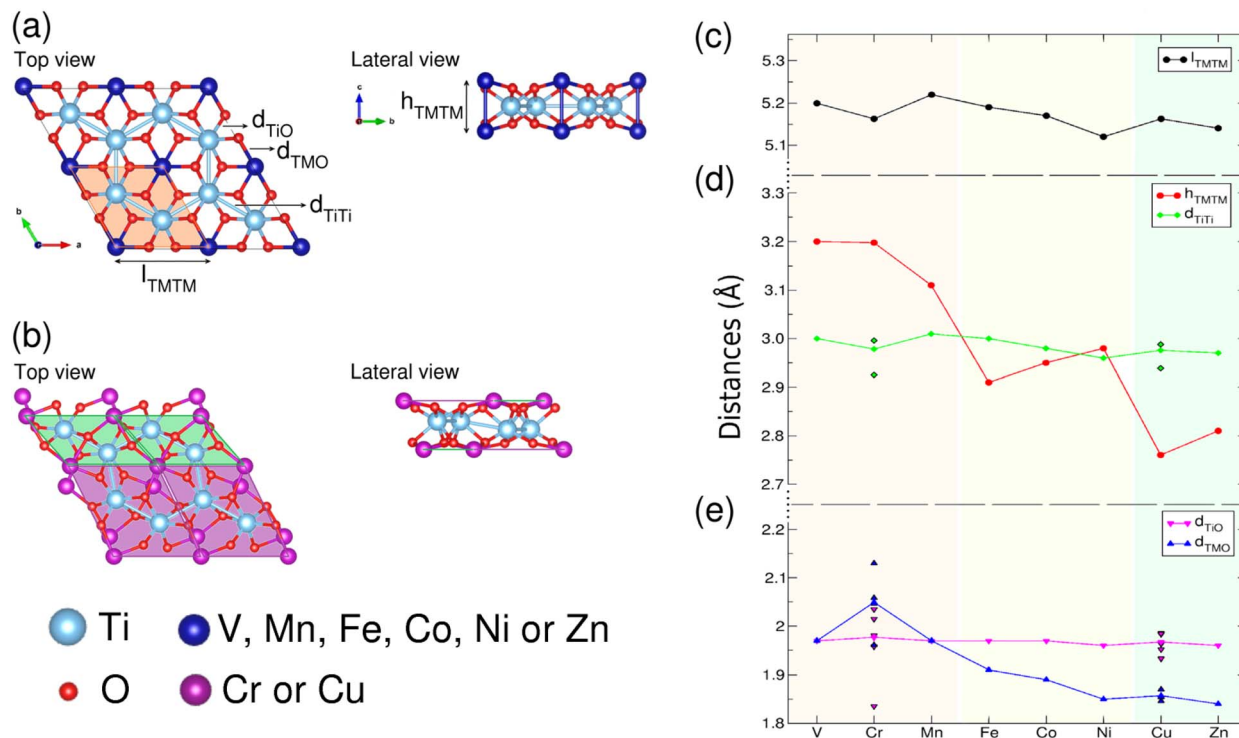 (a)
Top view
Lateral view
c
b
h_TMTM
d_TiO
d_TMO
d_TiTi
b
a
l_TMTM
(b)
Top view
Lateral view
Ti
V, Mn, Fe, Co, Ni or Zn
O
Cr or Cu
(c)
l_TMTM
5.3
5.2
5.1
(d)
h_TMTM
d_TiTi
3.3
3.2
3.1
3.0
2.9
2.8
2.7
Distances (Å)
(e)
d_TiO
d_TMO
2.2
2.1
2
1.9
1.8
V Cr Mn Fe Co Ni Cu Zn